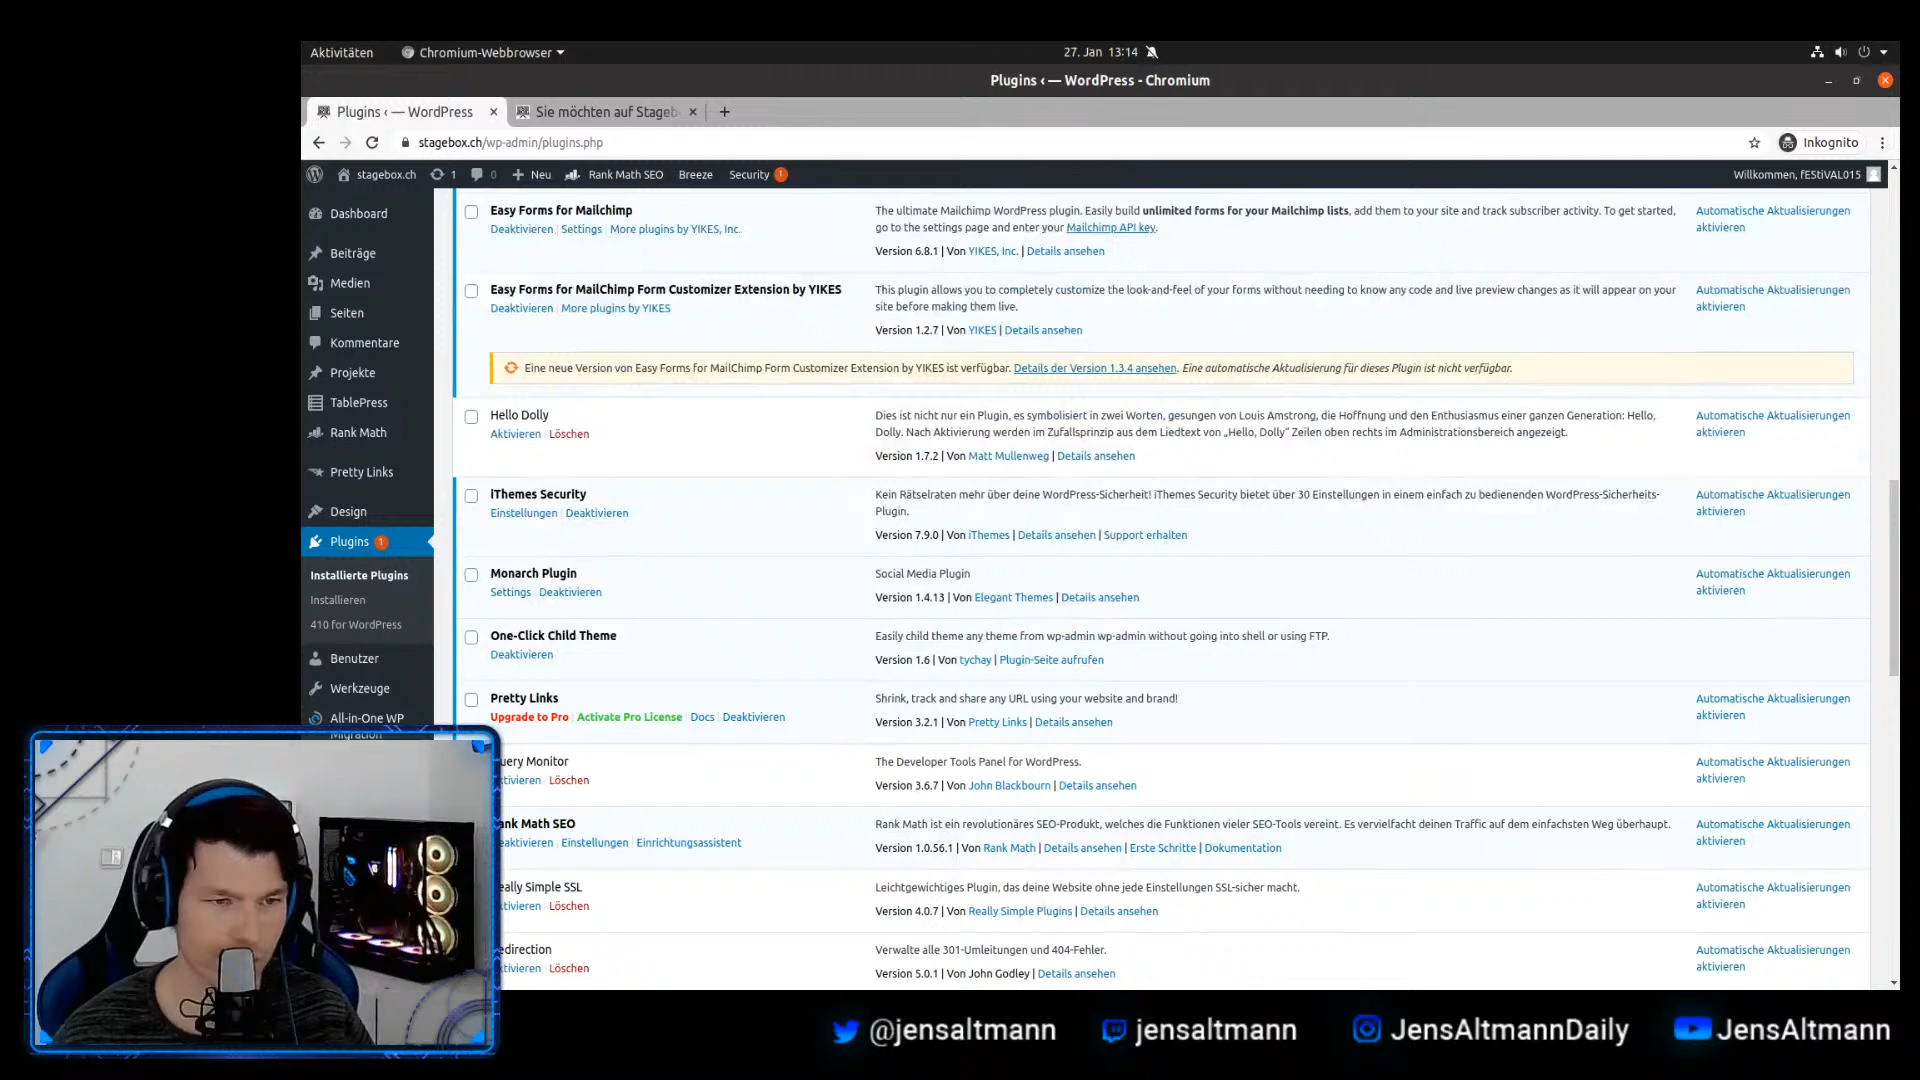 Aktivitäten
Chromium-Webbrowser
27. Jan 13:14
Plugins ‹ — WordPress - Chromium
Plugins ‹ — WordPress
Sie möchten auf Stageb
stagebox.ch/wp-admin/plugins.php
Inkognito
stagebox.ch
1
0
Neu
Rank Math SEO
Breeze
Security
1
Willkommen, fEStiVAL015
Dashboard
Beiträge
Medien
Seiten
Kommentare
Projekte
TablePress
Rank Math
Pretty Links
Design
Plugins 1
Installierte Plugins
Installieren
410 for WordPress
Benutzer
Werkzeuge
All-in-One WP
Migration
Easy Forms for Mailchimp
Deaktivieren | Settings | More plugins by YIKES, Inc.
The ultimate Mailchimp WordPress plugin. Easily build unlimited forms for your Mailchimp lists, add them to your site and track subscriber activity. To get started,
go to the settings page and enter your Mailchimp API key.
Version 6.8.1 | Von YIKES, Inc. | Details ansehen
Automatische Aktualisierungen
aktivieren
Easy Forms for MailChimp Form Customizer Extension by YIKES
Deaktivieren | More plugins by YIKES
This plugin allows you to completely customize the look-and-feel of your forms without needing to know any code and live preview changes as it will appear on your
site before making them live.
Version 1.2.7 | Von YIKES | Details ansehen
Automatische Aktualisierungen
aktivieren
Eine neue Version von Easy Forms for MailChimp Form Customizer Extension by YIKES ist verfügbar. Details der Version 1.3.4 ansehen. Eine automatische Aktualisierung für dieses Plugin ist nicht verfügbar.
Hello Dolly
Aktivieren | Löschen
Dies ist nicht nur ein Plugin, es symbolisiert in zwei Worten, gesungen von Louis Amstrong, die Hoffnung und den Enthusiasmus einer ganzen Generation: Hello,
Dolly. Nach Aktivierung werden im Zufallsprinzip aus dem Liedtext von „Hello, Dolly“ Zeilen oben rechts im Administrationsbereich angezeigt.
Version 1.7.2 | Von Matt Mullenweg | Details ansehen
Automatische Aktualisierungen
aktivieren
iThemes Security
Einstellungen | Deaktivieren
Kein Rätselraten mehr über deine WordPress-Sicherheit! iThemes Security bietet über 30 Einstellungen in einem einfach zu bedienenden WordPress-Sicherheits-
Plugin.
Version 7.9.0 | Von iThemes | Details ansehen | Support erhalten
Automatische Aktualisierungen
aktivieren
Monarch Plugin
Settings | Deaktivieren
Social Media Plugin
Version 1.4.13 | Von Elegant Themes | Details ansehen
Automatische Aktualisierungen
aktivieren
One-Click Child Theme
Deaktivieren
Easily child theme any theme from wp-admin wp-admin without going into shell or using FTP.
Version 1.6 | Von tychay | Plugin-Seite aufrufen
Pretty Links
Upgrade to Pro | Activate Pro License | Docs | Deaktivieren
Shrink, track and share any URL using your website and brand!
Version 3.2.1 | Von Pretty Links | Details ansehen
Automatische Aktualisierungen
aktivieren
uery Monitor
ktivieren | Löschen
The Developer Tools Panel for WordPress.
Version 3.6.7 | Von John Blackbourn | Details ansehen
Automatische Aktualisierungen
aktivieren
ank Math SEO
eaktivieren | Einstellungen | Einrichtungsassistent
Rank Math ist ein revolutionäres SEO-Produkt, welches die Funktionen vieler SEO-Tools vereint. Es vervielfacht deinen Traffic auf dem einfachsten Weg überhaupt.
Version 1.0.56.1 | Von Rank Math | Details ansehen | Erste Schritte | Dokumentation
Automatische Aktualisierungen
aktivieren
eally Simple SSL
ktivieren | Löschen
Leichtgewichtiges Plugin, das deine Website ohne jede Einstellungen SSL-sicher macht.
Version 4.0.7 | Von Really Simple Plugins | Details ansehen
Automatische Aktualisierungen
aktivieren
edirection
ktivieren | Löschen
Verwalte alle 301-Umleitungen und 404-Fehler.
Version 5.0.1 | Von John Godley | Details ansehen
Automatische Aktualisierungen
aktivieren
@jensaltmann
jensaltmann
JensAltmannDaily
JensAltmann